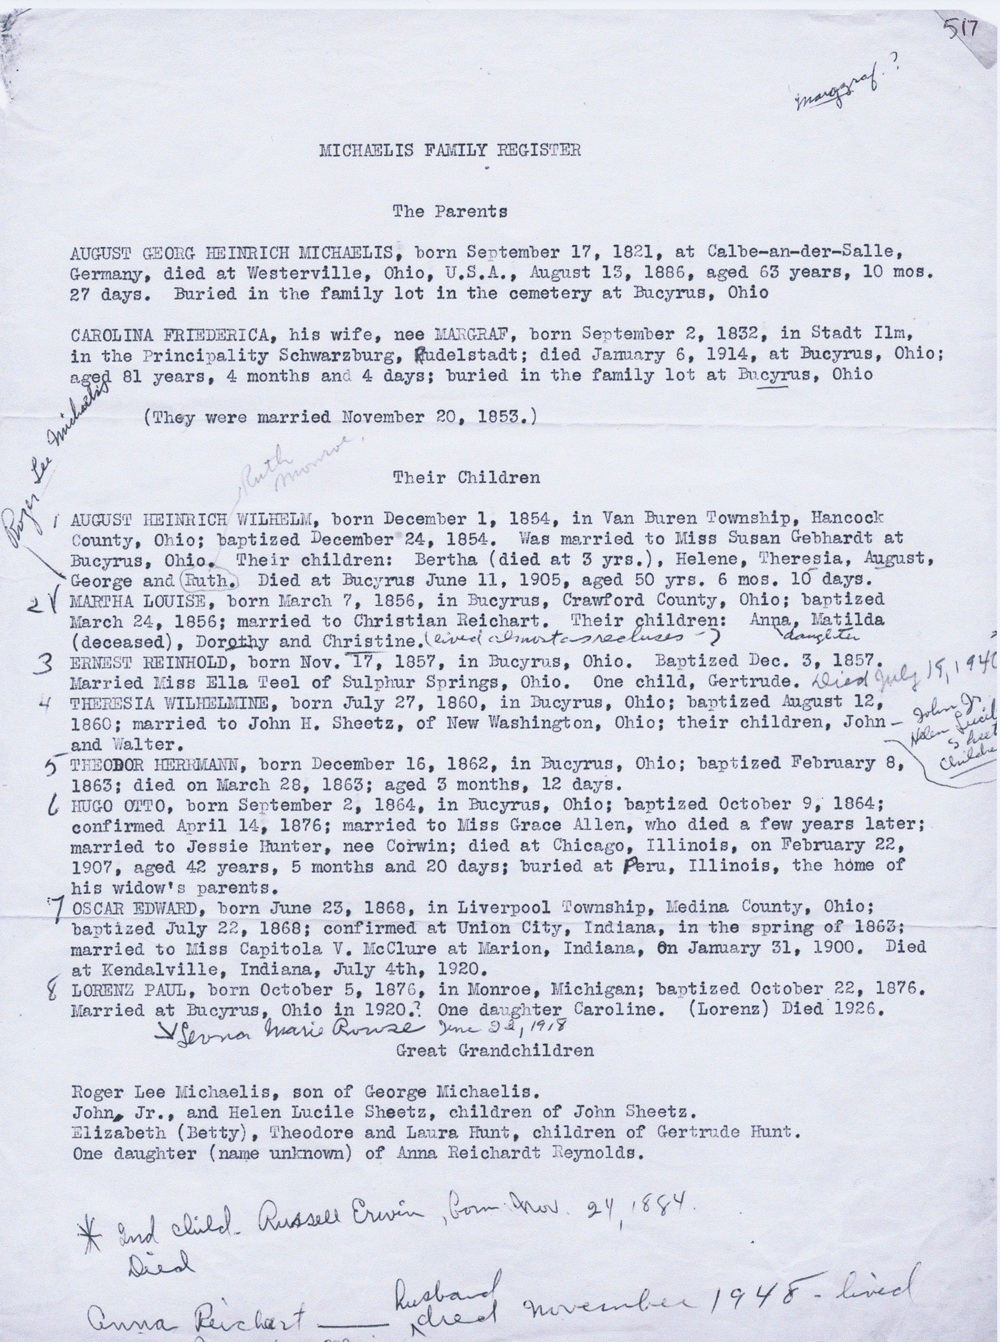 517
Marggraf.?
MICHAELIS FAMILY REGISTER
The Parents
AUGUST GEORG HEINRICH MICHAELIS, born September 17, 1821, at Calbe-an-der-Salle,
Germany, died at Westerville, Ohio, U.S.A., August 13, 1886, aged 63 years, 10 mos.
27 days. Buried in the family lot in the cemetery at Bucyrus, Ohio
CAROLINA FRIEDERICA, his wife, nee MARGRAF, born September 2, 1832, in Stadt Ilm,
in the Principality Schwarzburg, Rudelstadt; died January 6, 1914, at Bucyrus, Ohio;
aged 81 years, 4 months and 4 days; buried in the family lot at Bucyrus, Ohio
(They were married November 20, 1853.)
Roger Lee Michaelis
Ruth
Monroe,
Their Children
1 AUGUST HEINRICH WILHELM, born December 1, 1854, in Van Buren Township, Hancock
County, Ohio; baptized December 24, 1854. Was married to Miss Susan Gebhardt at
Bucyrus, Ohio. Their children: Bertha (died at 3 yrs.), Helene, Theresia, August,
George and Ruth. Died at Bucyrus June 11, 1905, aged 50 yrs. 6 mos. 10 days.
2 MARTHA LOUISE, born March 7, 1856, in Bucyrus, Crawford County, Ohio; baptized
March 24, 1856; married to Christian Reichart. Their children: Anna, Matilda
(deceased), Dorothy and Christine. (lived almost as recluses - ? daughter
3 ERNEST REINHOLD, born Nov. 17, 1857, in Bucyrus, Ohio. Baptized Dec. 3, 1857.
Married Miss Ella Teel of Sulphur Springs, Ohio. One child, Gertrude. Died July 19, 1940
4 THERESIA WILHELMINE, born July 27, 1860, in Bucyrus, Ohio; baptized August 12,
1860; married to John H. Sheetz, of New Washington, Ohio; their children, John
and Walter.
John Jr.
Helen Lucil
Sheet
Childre
5 THEODOR HERRMANN, born December 16, 1862, in Bucyrus, Ohio; baptized February 8,
1863; died on March 28, 1863; aged 3 months, 12 days.
6 HUGO OTTO, born September 2, 1864, in Bucyrus, Ohio; baptized October 9, 1864;
confirmed April 14, 1876; married to Miss Grace Allen, who died a few years later;
married to Jessie Hunter, nee Corwin; died at Chicago, Illinois, on February 22,
1907, aged 42 years, 5 months and 20 days; buried at Peru, Illinois, the home of
his widow's parents.
7 OSCAR EDWARD, born June 23, 1868, in Liverpool Township, Medina County, Ohio;
baptized July 22, 1868; confirmed at Union City, Indiana, in the spring of 1863;
married to Miss Capitola V. McClure at Marion, Indiana, on January 31, 1900. Died
at Kendalville, Indiana, July 4th, 1920.
8 LORENZ PAUL, born October 5, 1876, in Monroe, Michigan; baptized October 22, 1876.
Married at Bucyrus, Ohio in 1920.? One daughter Caroline. (Lorenz) Died 1926.
Leona Marie Rouse June 22, 1918
Great Grandchildren
Roger Lee Michaelis, son of George Michaelis.
John, Jr., and Helen Lucile Sheetz, children of John Sheetz.
Elizabeth (Betty), Theodore and Laura Hunt, children of Gertrude Hunt.
One daughter (name unknown) of Anna Reichardt Reynolds.
* 2nd child - Russell Erwin, born Nov. 24, 1884.
Died
Anna Reichart — husband died November 1948 - lived